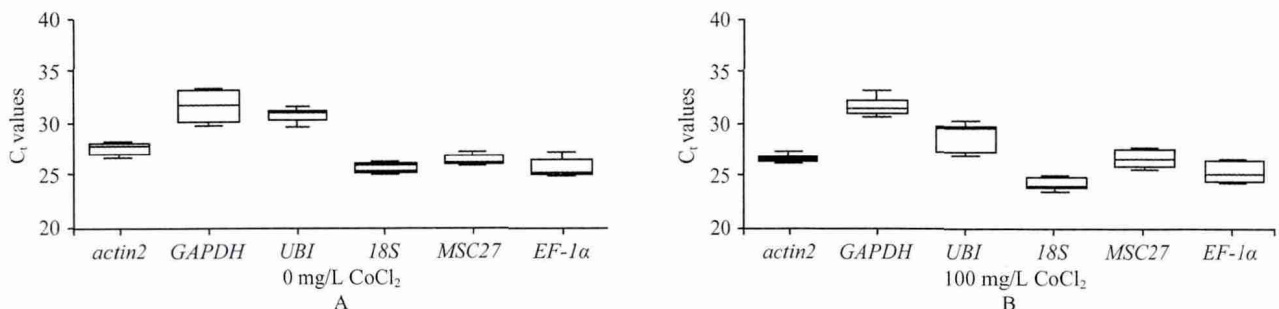 40
35
30
25
20
Cₜ values
actin2 GAPDH UBI 18S MSC27 EF-1α
0 mg/L CoCl₂
A
40
35
30
25
20
Cₜ values
actin2 GAPDH UBI 18S MSC27 EF-1α
100 mg/L CoCl₂
B